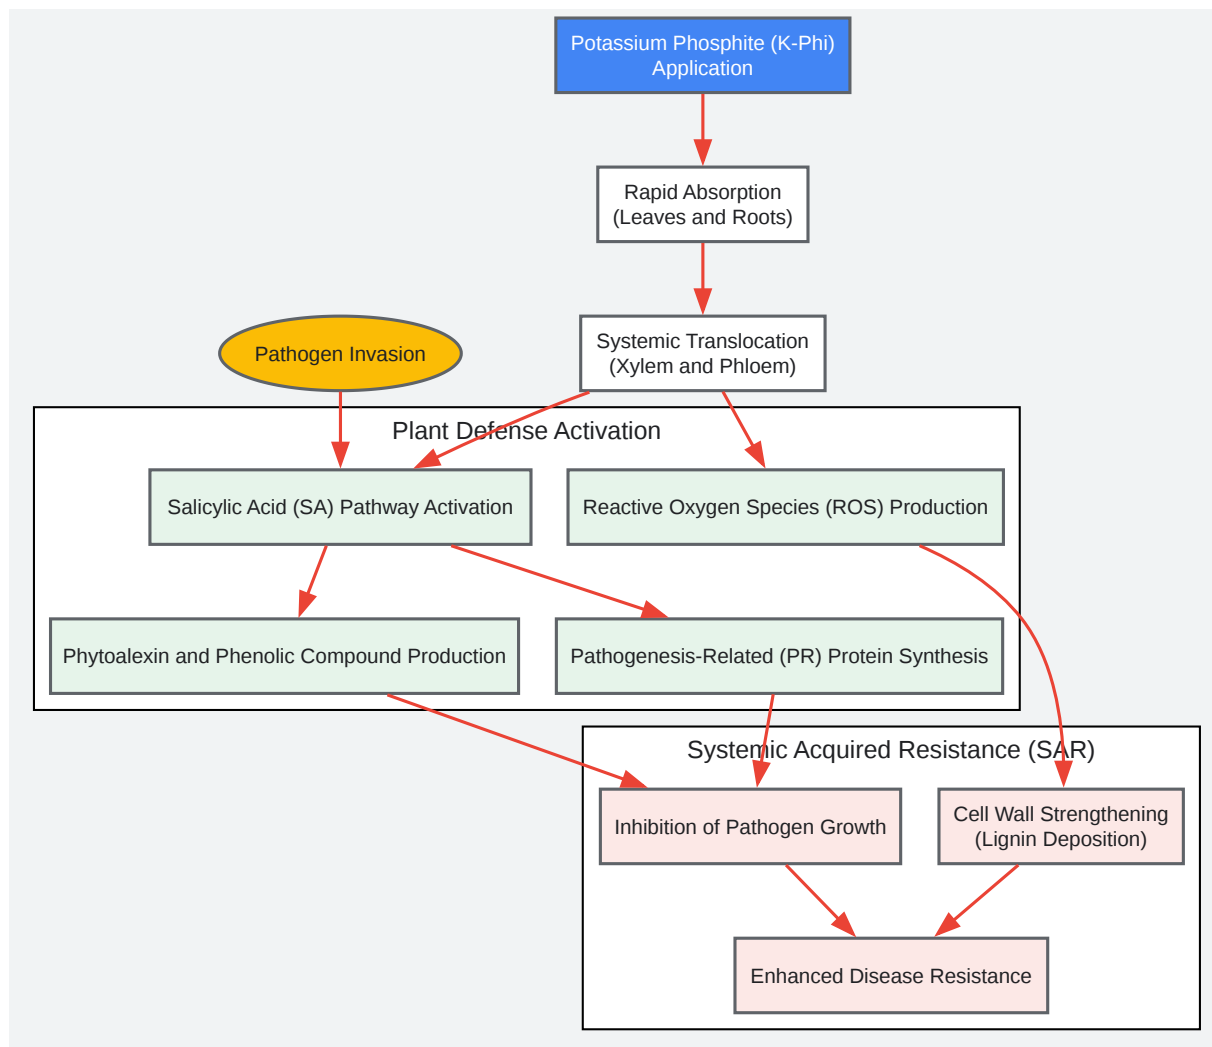 Potassium Phosphite (K-Phi)
Application
Rapid Absorption
(Leaves and Roots)
Systemic Translocation
(Xylem and Phloem)
Pathogen Invasion
Plant Defense Activation
Salicylic Acid (SA) Pathway Activation
Reactive Oxygen Species (ROS) Production
Phytoalexin and Phenolic Compound Production
Pathogenesis-Related (PR) Protein Synthesis
Systemic Acquired Resistance (SAR)
Inhibition of Pathogen Growth
Cell Wall Strengthening
(Lignin Deposition)
Enhanced Disease Resistance